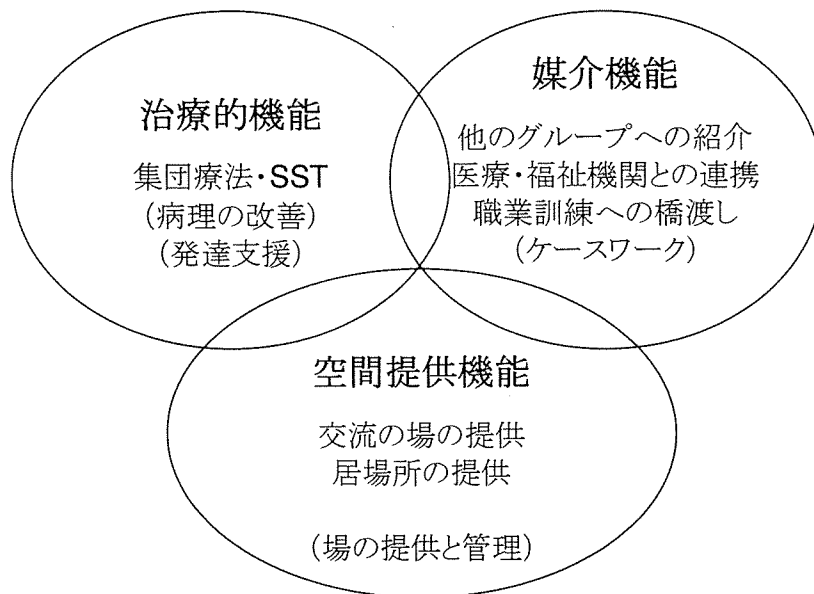 治療的機能
集団療法・SST
(病理の改善)
(発達支援)
媒介機能
他のグループへの紹介
医療・福祉機関との連携
職業訓練への橋渡し
(ケースワーク)
空間提供機能
交流の場の提供
居場所の提供
(場の提供と管理)